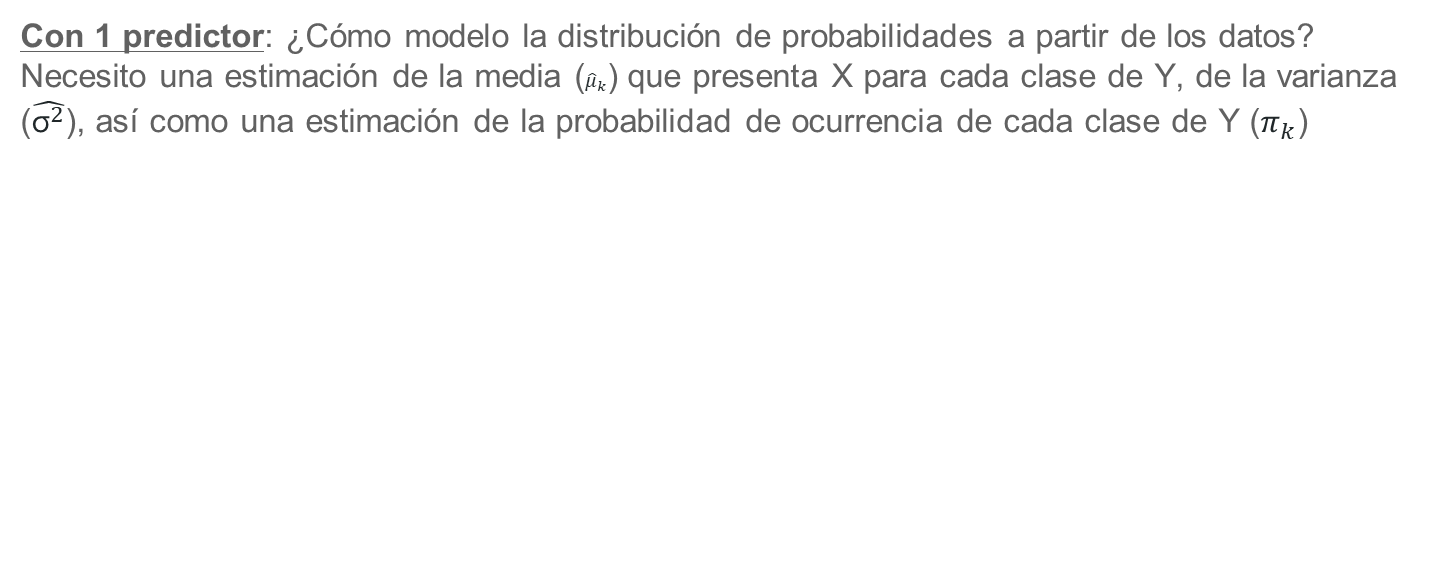 Con 1 predictor: ¿Cómo modelo la distribución de probabilidades a partir de los datos?
Necesito una estimación de la media (μ̂ₖ) que presenta X para cada clase de Y, de la varianza
(σ̂²), así como una estimación de la probabilidad de ocurrencia de cada clase de Y (πₖ)